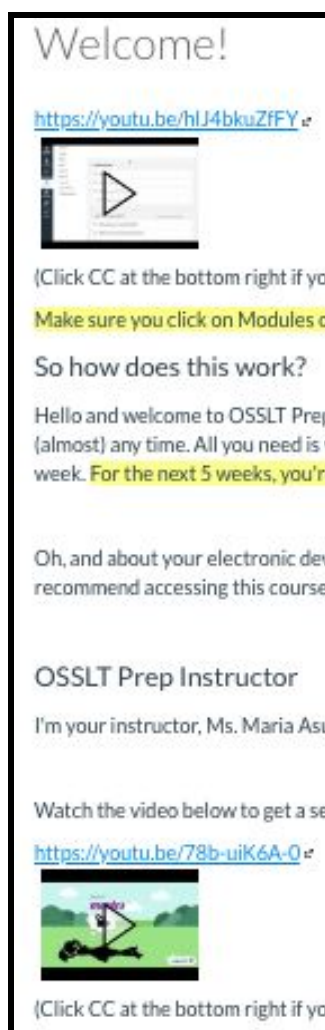 Welcome!
https://youtu.be/hIJ4bkuZfFY
(Click CC at the bottom right if yo
Make sure you click on Modules o
So how does this work?
Hello and welcome to OSSLT Prep
(almost) any time. All you need is
week. For the next 5 weeks, you'r
Oh, and about your electronic dev
recommend accessing this course
OSSLT Prep Instructor
I'm your instructor, Ms. Maria Asu
Watch the video below to get a se
https://youtu.be/78b-uiK6A-0
(Click CC at the bottom right if yo